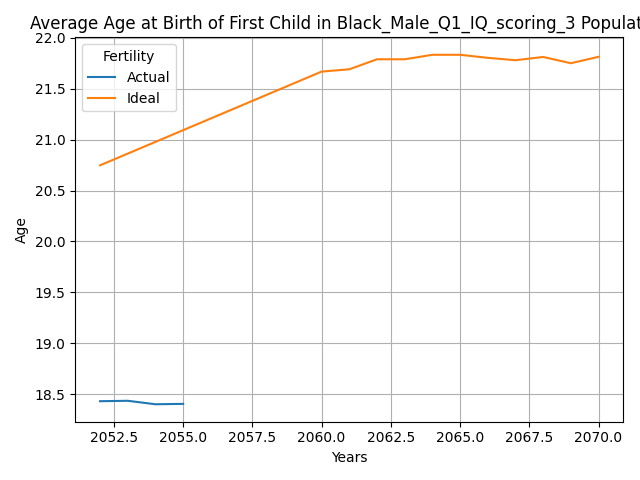 Average Age at Birth of First Child in Black_Male_Q1_IQ_scoring_3 Populat
22.0
21.5
21.0
20.5
20.0
19.5
19.0
18.5
Age
Fertility
Actual
Ideal
2052.5 2055.0 2057.5 2060.0 2062.5 2065.0 2067.5 2070.0
Years